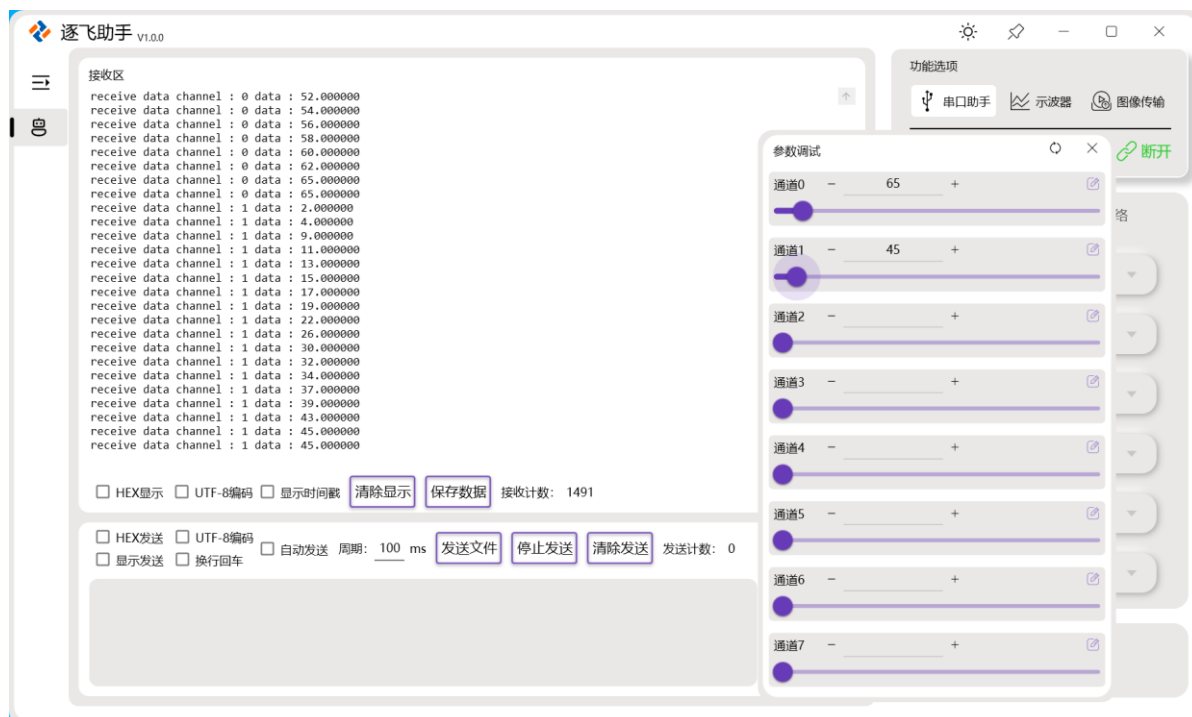 逐飞助手 V1.0.0
接收区
receive data channel : 0 data : 52.000000
receive data channel : 0 data : 54.000000
receive data channel : 0 data : 56.000000
receive data channel : 0 data : 58.000000
receive data channel : 0 data : 60.000000
receive data channel : 0 data : 62.000000
receive data channel : 0 data : 65.000000
receive data channel : 0 data : 65.000000
receive data channel : 1 data : 2.000000
receive data channel : 1 data : 4.000000
receive data channel : 1 data : 9.000000
receive data channel : 1 data : 11.000000
receive data channel : 1 data : 13.000000
receive data channel : 1 data : 15.000000
receive data channel : 1 data : 17.000000
receive data channel : 1 data : 19.000000
receive data channel : 1 data : 22.000000
receive data channel : 1 data : 26.000000
receive data channel : 1 data : 30.000000
receive data channel : 1 data : 32.000000
receive data channel : 1 data : 34.000000
receive data channel : 1 data : 37.000000
receive data channel : 1 data : 39.000000
receive data channel : 1 data : 43.000000
receive data channel : 1 data : 45.000000
receive data channel : 1 data : 45.000000
HEX显示 UTF-8编码 显示时间戳 清除显示 保存数据 接收计数: 1491
HEX发送 UTF-8编码 自动发送 周期: 100 ms 发送文件 停止发送 清除发送 发送计数: 0
显示发送 换行回车
功能选项
串口助手 示波器 图像传输
断开
络
参数调试
通道0 − 65 +
通道1 − 45 +
通道2 − +
通道3 − +
通道4 − +
通道5 − +
通道6 − +
通道7 − +